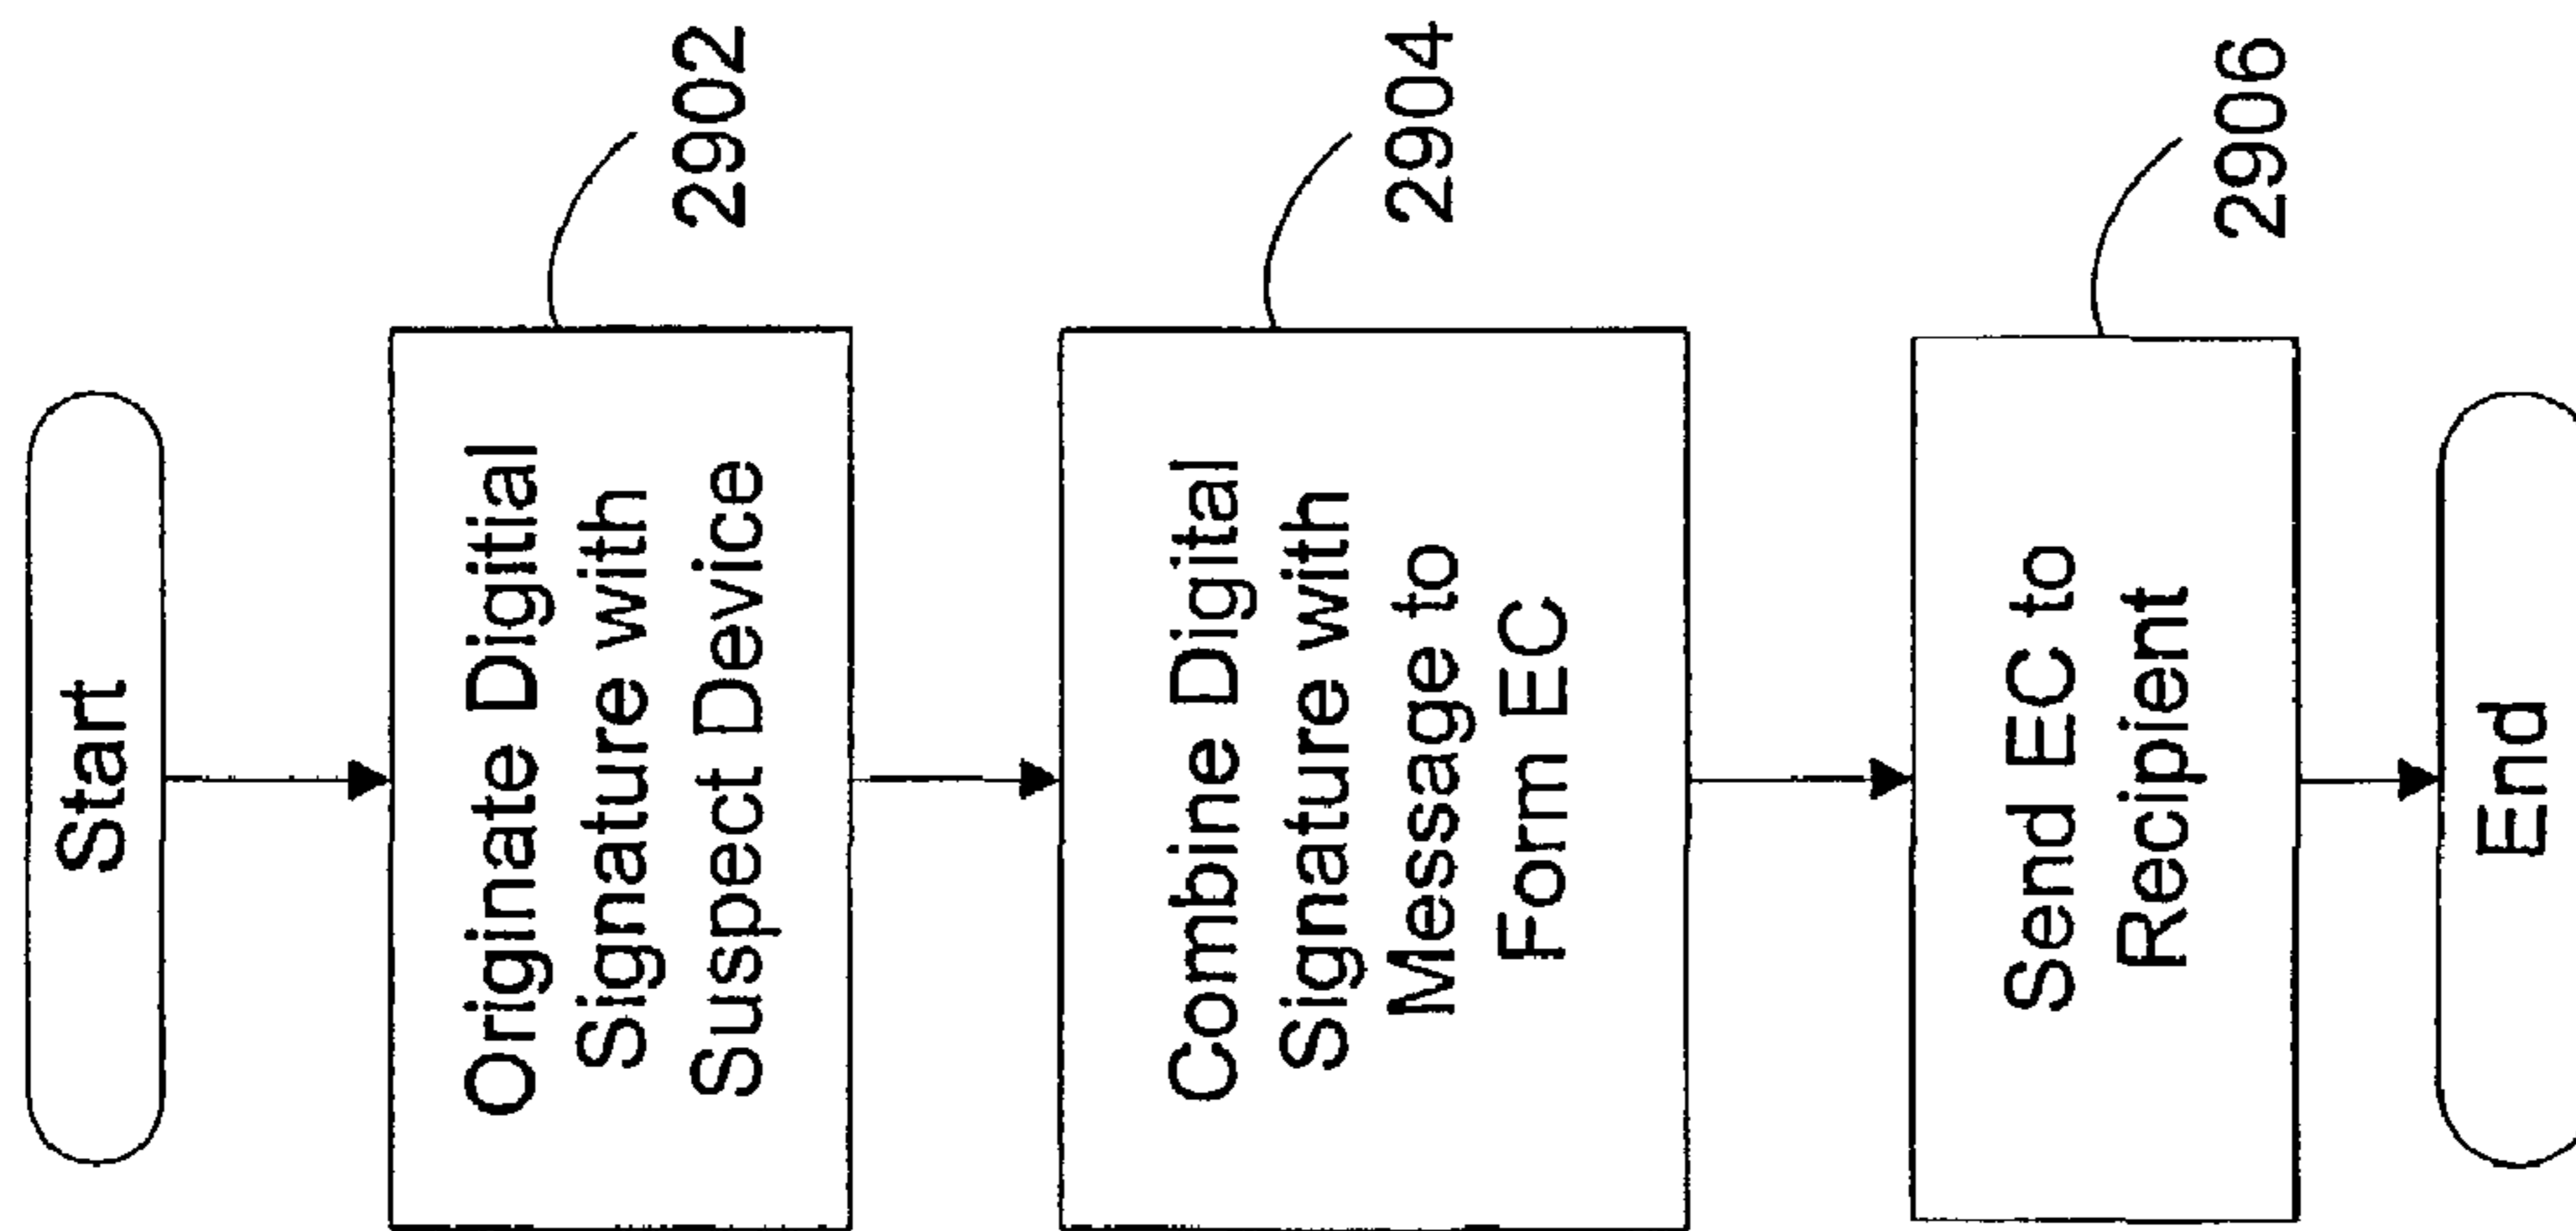 Start
Originate Digitial
Signature with
Suspect Device
2902
Combine Digital
Signature with
Message to
Form EC
2904
Send EC to
Recipient
2906
End